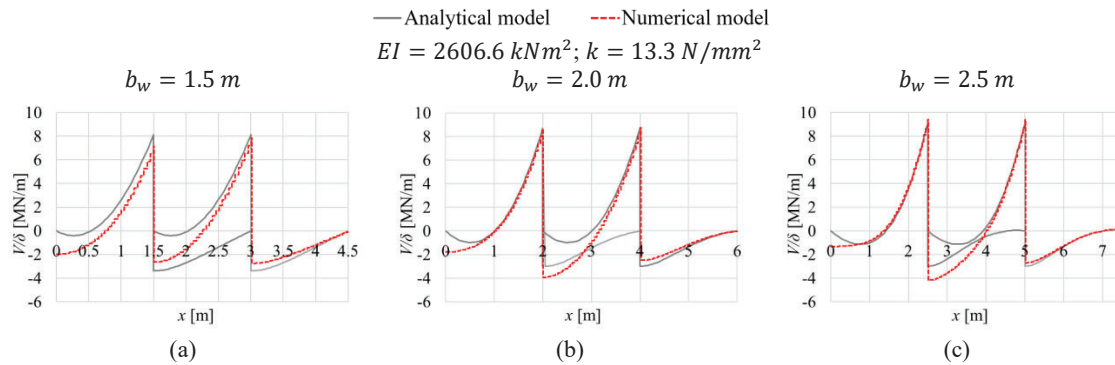 Analytical model Numerical model
EI = 2606.6 kNm²; k = 13.3 N/mm²
b_w = 1.5 m b_w = 2.0 m b_w = 2.5 m
10 10 10
8 8 8
6 6 6
4 4 4
2 2 2
0 0 0
-2 -2 -2
-4 -4 -4
-6 -6 -6
0 0.5 1 1.5 2 2.5 3 3.5 4 4.5
0 1 2 3 4 5 6
0 1 2 3 4 5 6 7
V/δ [MN/m] V/δ [MN/m] V/δ [MN/m]
x [m] x [m] x [m]
(a) (b) (c)